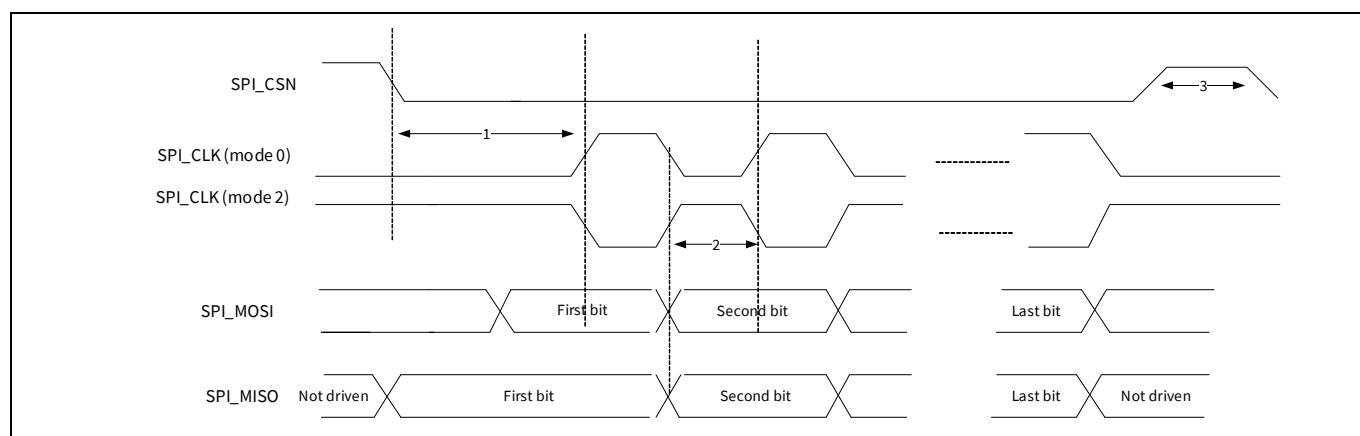 SPI_CSN
3
1
SPI_CLK (mode 0)
SPI_CLK (mode 2)
2
SPI_MOSI First bit Second bit Last bit
SPI_MISO Not driven First bit Second bit Last bit Not driven